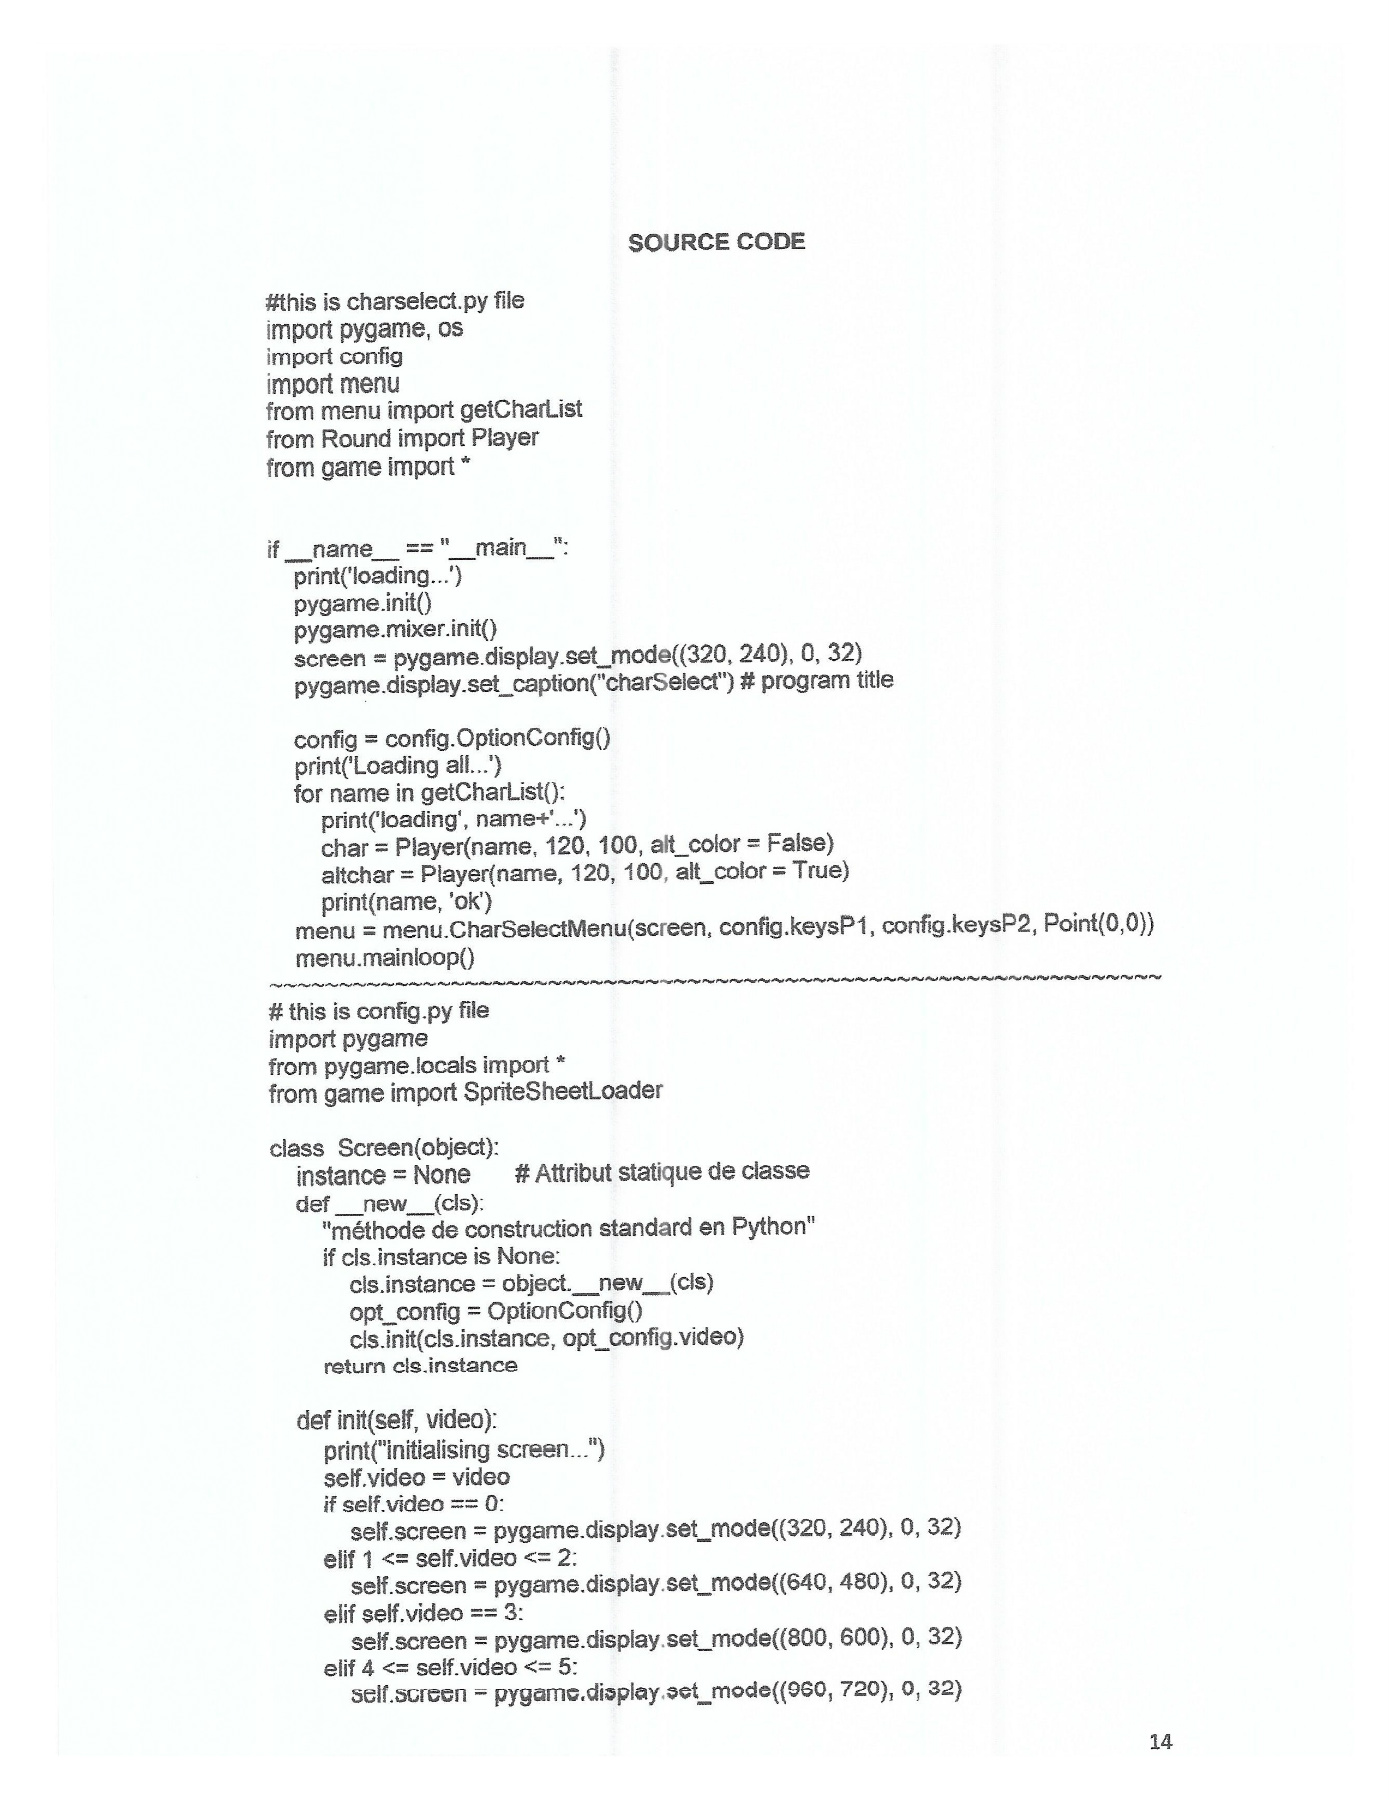 SOURCE CODE
#this is charselect.py file
import pygame, os
import config
import menu
from menu import getCharList
from Round import Player
from game import *
if __name__ == "__main__":
print('loading...')
pygame.init()
pygame.mixer.init()
screen = pygame.display.set_mode((320, 240), 0, 32)
pygame.display.set_caption("charSelect") # program title
config = config.OptionConfig()
print('Loading all...')
for name in getCharList():
print('loading', name+'...')
char = Player(name, 120, 100, alt_color = False)
altchar = Player(name, 120, 100, alt_color = True)
print(name, 'ok')
menu = menu.CharSelectMenu(screen, config.keysP1, config.keysP2, Point(0,0))
menu.mainloop()
~~~~~~~~~~~~~~~~~~~~~~~~~~~~~~~~~~~~~~~~~~~~~~~~~~~~~~~~~~~~~~~~
# this is config.py file
import pygame
from pygame.locals import *
from game import SpriteSheetLoader
class  Screen(object):
instance = None      # Attribut statique de classe
def __new__(cls):
"méthode de construction standard en Python"
if cls.instance is None:
cls.instance = object.__new__(cls)
opt_config = OptionConfig()
cls.init(cls.instance, opt_config.video)
return cls.instance
def init(self, video):
print("initialising screen...")
self.video = video
if self.video == 0:
self.screen = pygame.display.set_mode((320, 240), 0, 32)
elif 1 <= self.video <= 2:
self.screen = pygame.display.set_mode((640, 480), 0, 32)
elif self.video == 3:
self.screen = pygame.display.set_mode((800, 600), 0, 32)
elif 4 <= self.video <= 5:
self.screen = pygame.display.set_mode((960, 720), 0, 32)
14